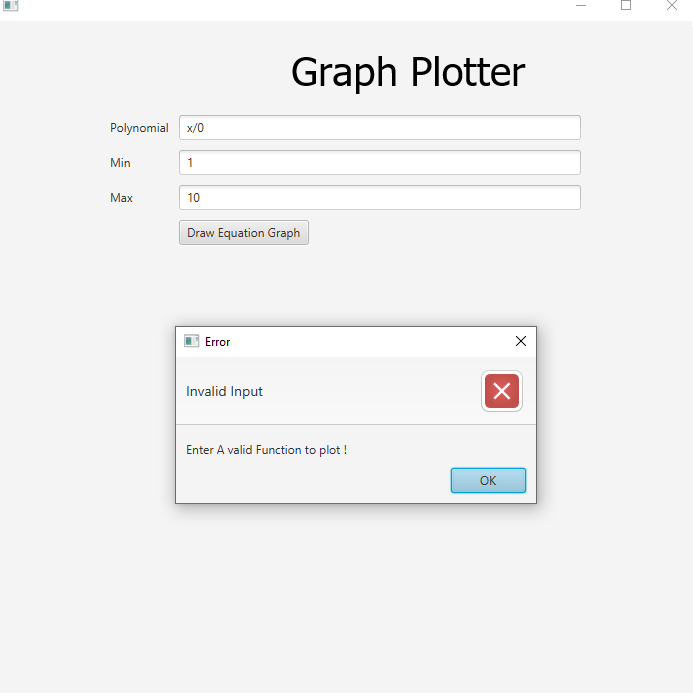 Graph Plotter
Polynomial x/0
Min 1
Max 10
Draw Equation Graph
Error
Invalid Input
Enter A valid Function to plot !
OK